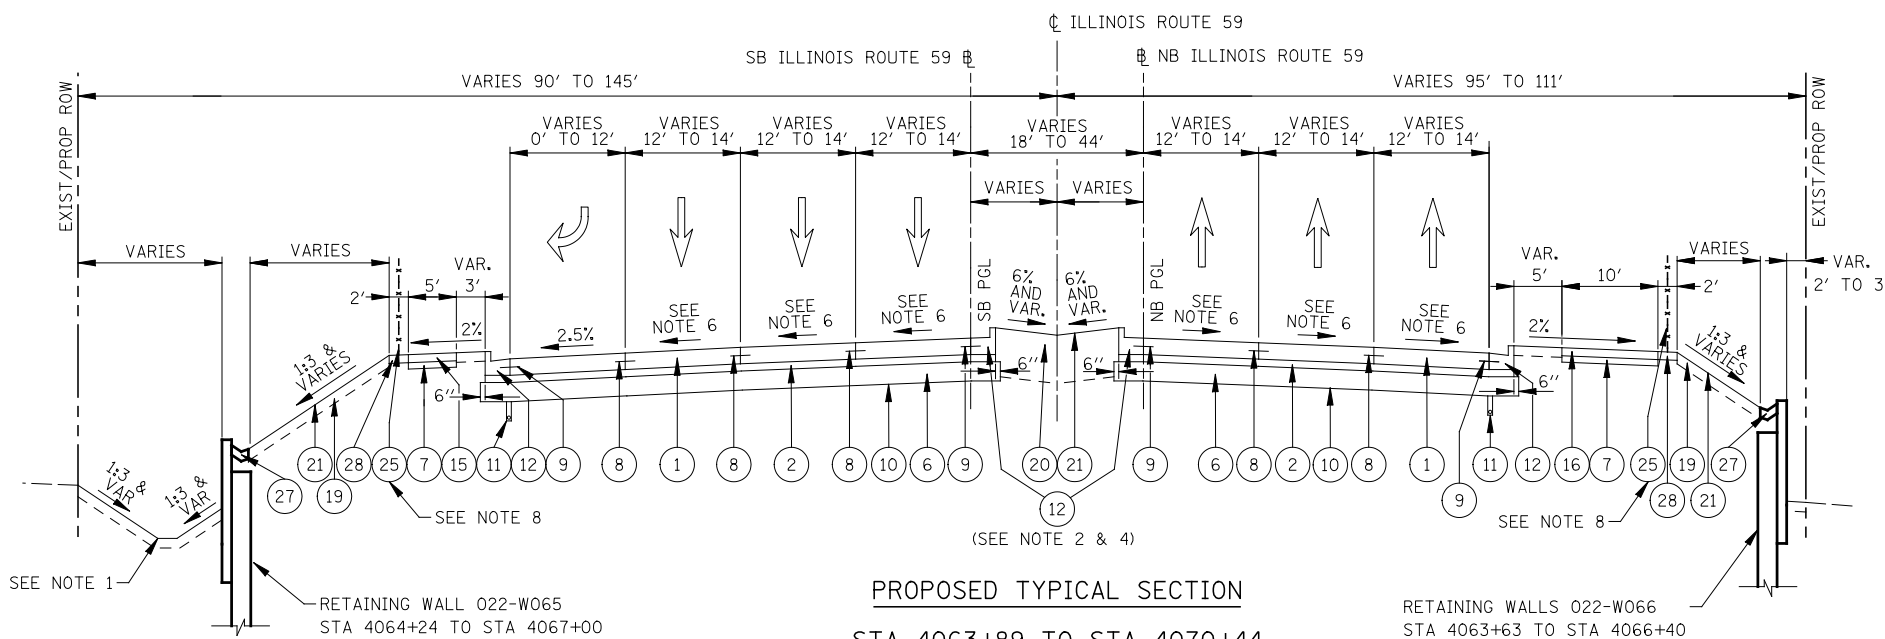 ℄ ILLINOIS ROUTE 59
SB ILLINOIS ROUTE 59 ℄
℄ NB ILLINOIS ROUTE 59
VARIES 90' TO 145'
VARIES 95' TO 111'
EXIST/PROP ROW
EXIST/PROP ROW
VARIES
0' TO 12'
VARIES
12' TO 14'
VARIES
12' TO 14'
VARIES
12' TO 14'
VARIES
18' TO 44'
VARIES
12' TO 14'
VARIES
12' TO 14'
VARIES
12' TO 14'
VARIES
VARIES
VARIES
VARIES
2'
5'
VAR.
3'
SB PGL
6%
AND
VAR.
6%
AND
VAR.
NB PGL
VAR.
5'
10'
2'
VARIES
VAR.
2' TO 3
1:3 &
VARIES
2%
2.5%
SEE
NOTE 6
SEE
NOTE 6
SEE
NOTE 6
SEE
NOTE 6
SEE
NOTE 6
SEE
NOTE 6
2%
1:3 &
VARIES
6"
6"
6"
6"
21 28 25 7 15 11 12 9 8 1 8 2 8 10 6 9 20 21 9 6 8 2 10 8 1 11 12 16 7 25 19 27
27 19 12 9 28 21
1:3 &
VAR
1:3 &
VAR
SEE NOTE 8
SEE NOTE 8
(SEE NOTE 2 & 4)
SEE NOTE 1
RETAINING WALL 022-W065
STA 4064+24 TO STA 4067+00
PROPOSED TYPICAL SECTION
STA 4063+89 TO STA 4070+44
RETAINING WALLS 022-W066
STA 4063+63 TO STA 4066+40